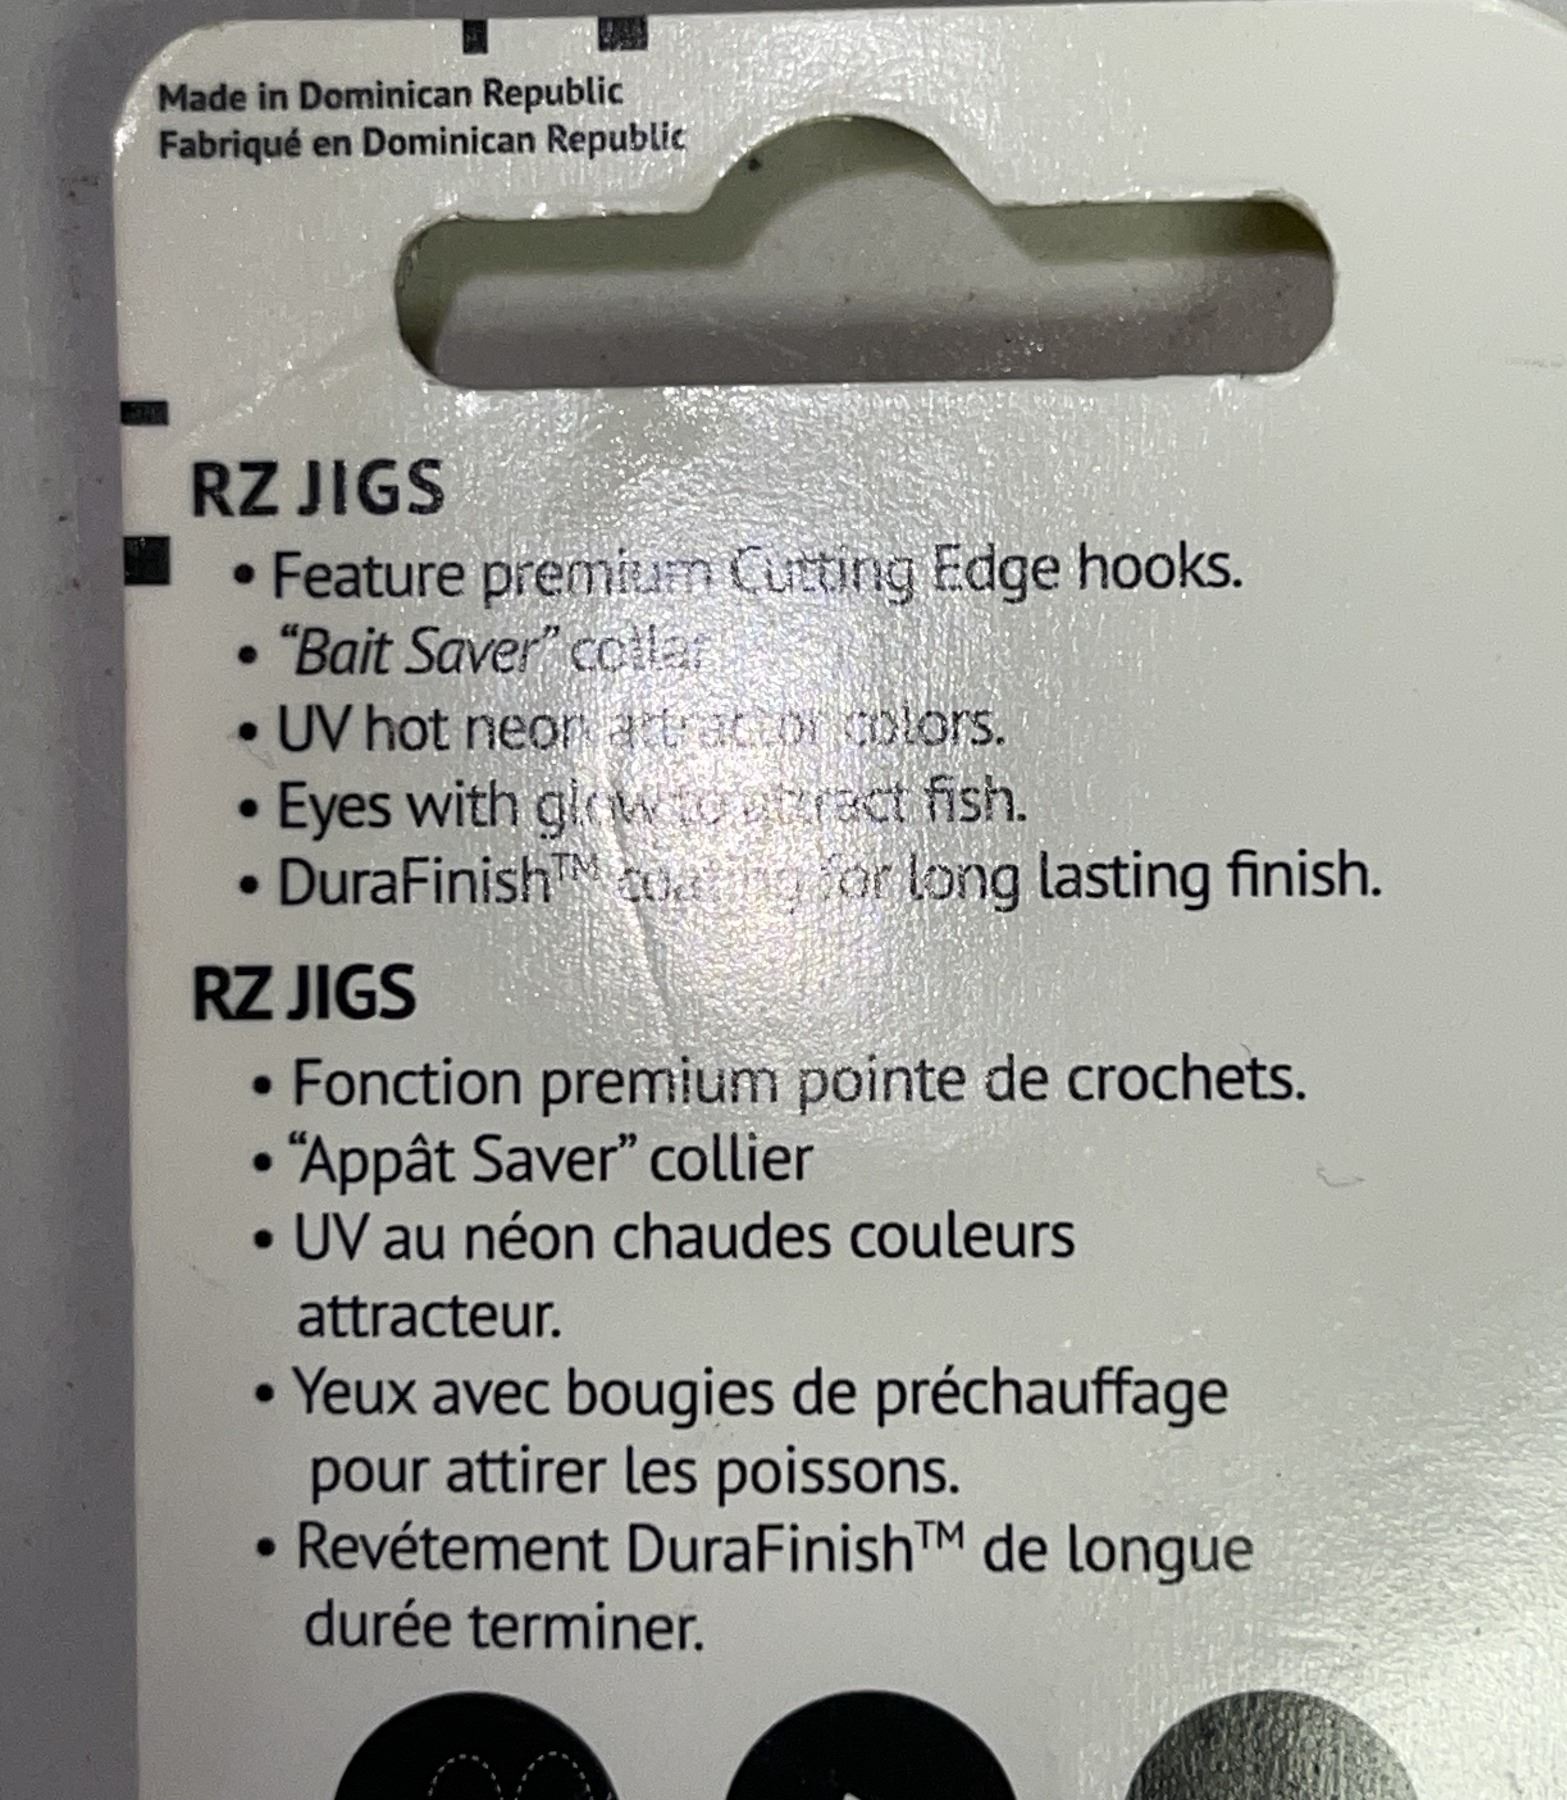 Made in Dominican Republic
Fabriqué en Dominican Republic
RZ JIGS
• Feature premium Cutting Edge hooks.
• “Bait Saver” collar
• UV hot neon attractor colors.
• Eyes with glow to attract fish.
• DuraFinish™ coating for long lasting finish.
RZ JIGS
• Fonction premium pointe de crochets.
• “Appât Saver” collier
• UV au néon chaudes couleurs
attracteur.
• Yeux avec bougies de préchauffage
pour attirer les poissons.
• Revétement DuraFinish™ de longue
durée terminer.